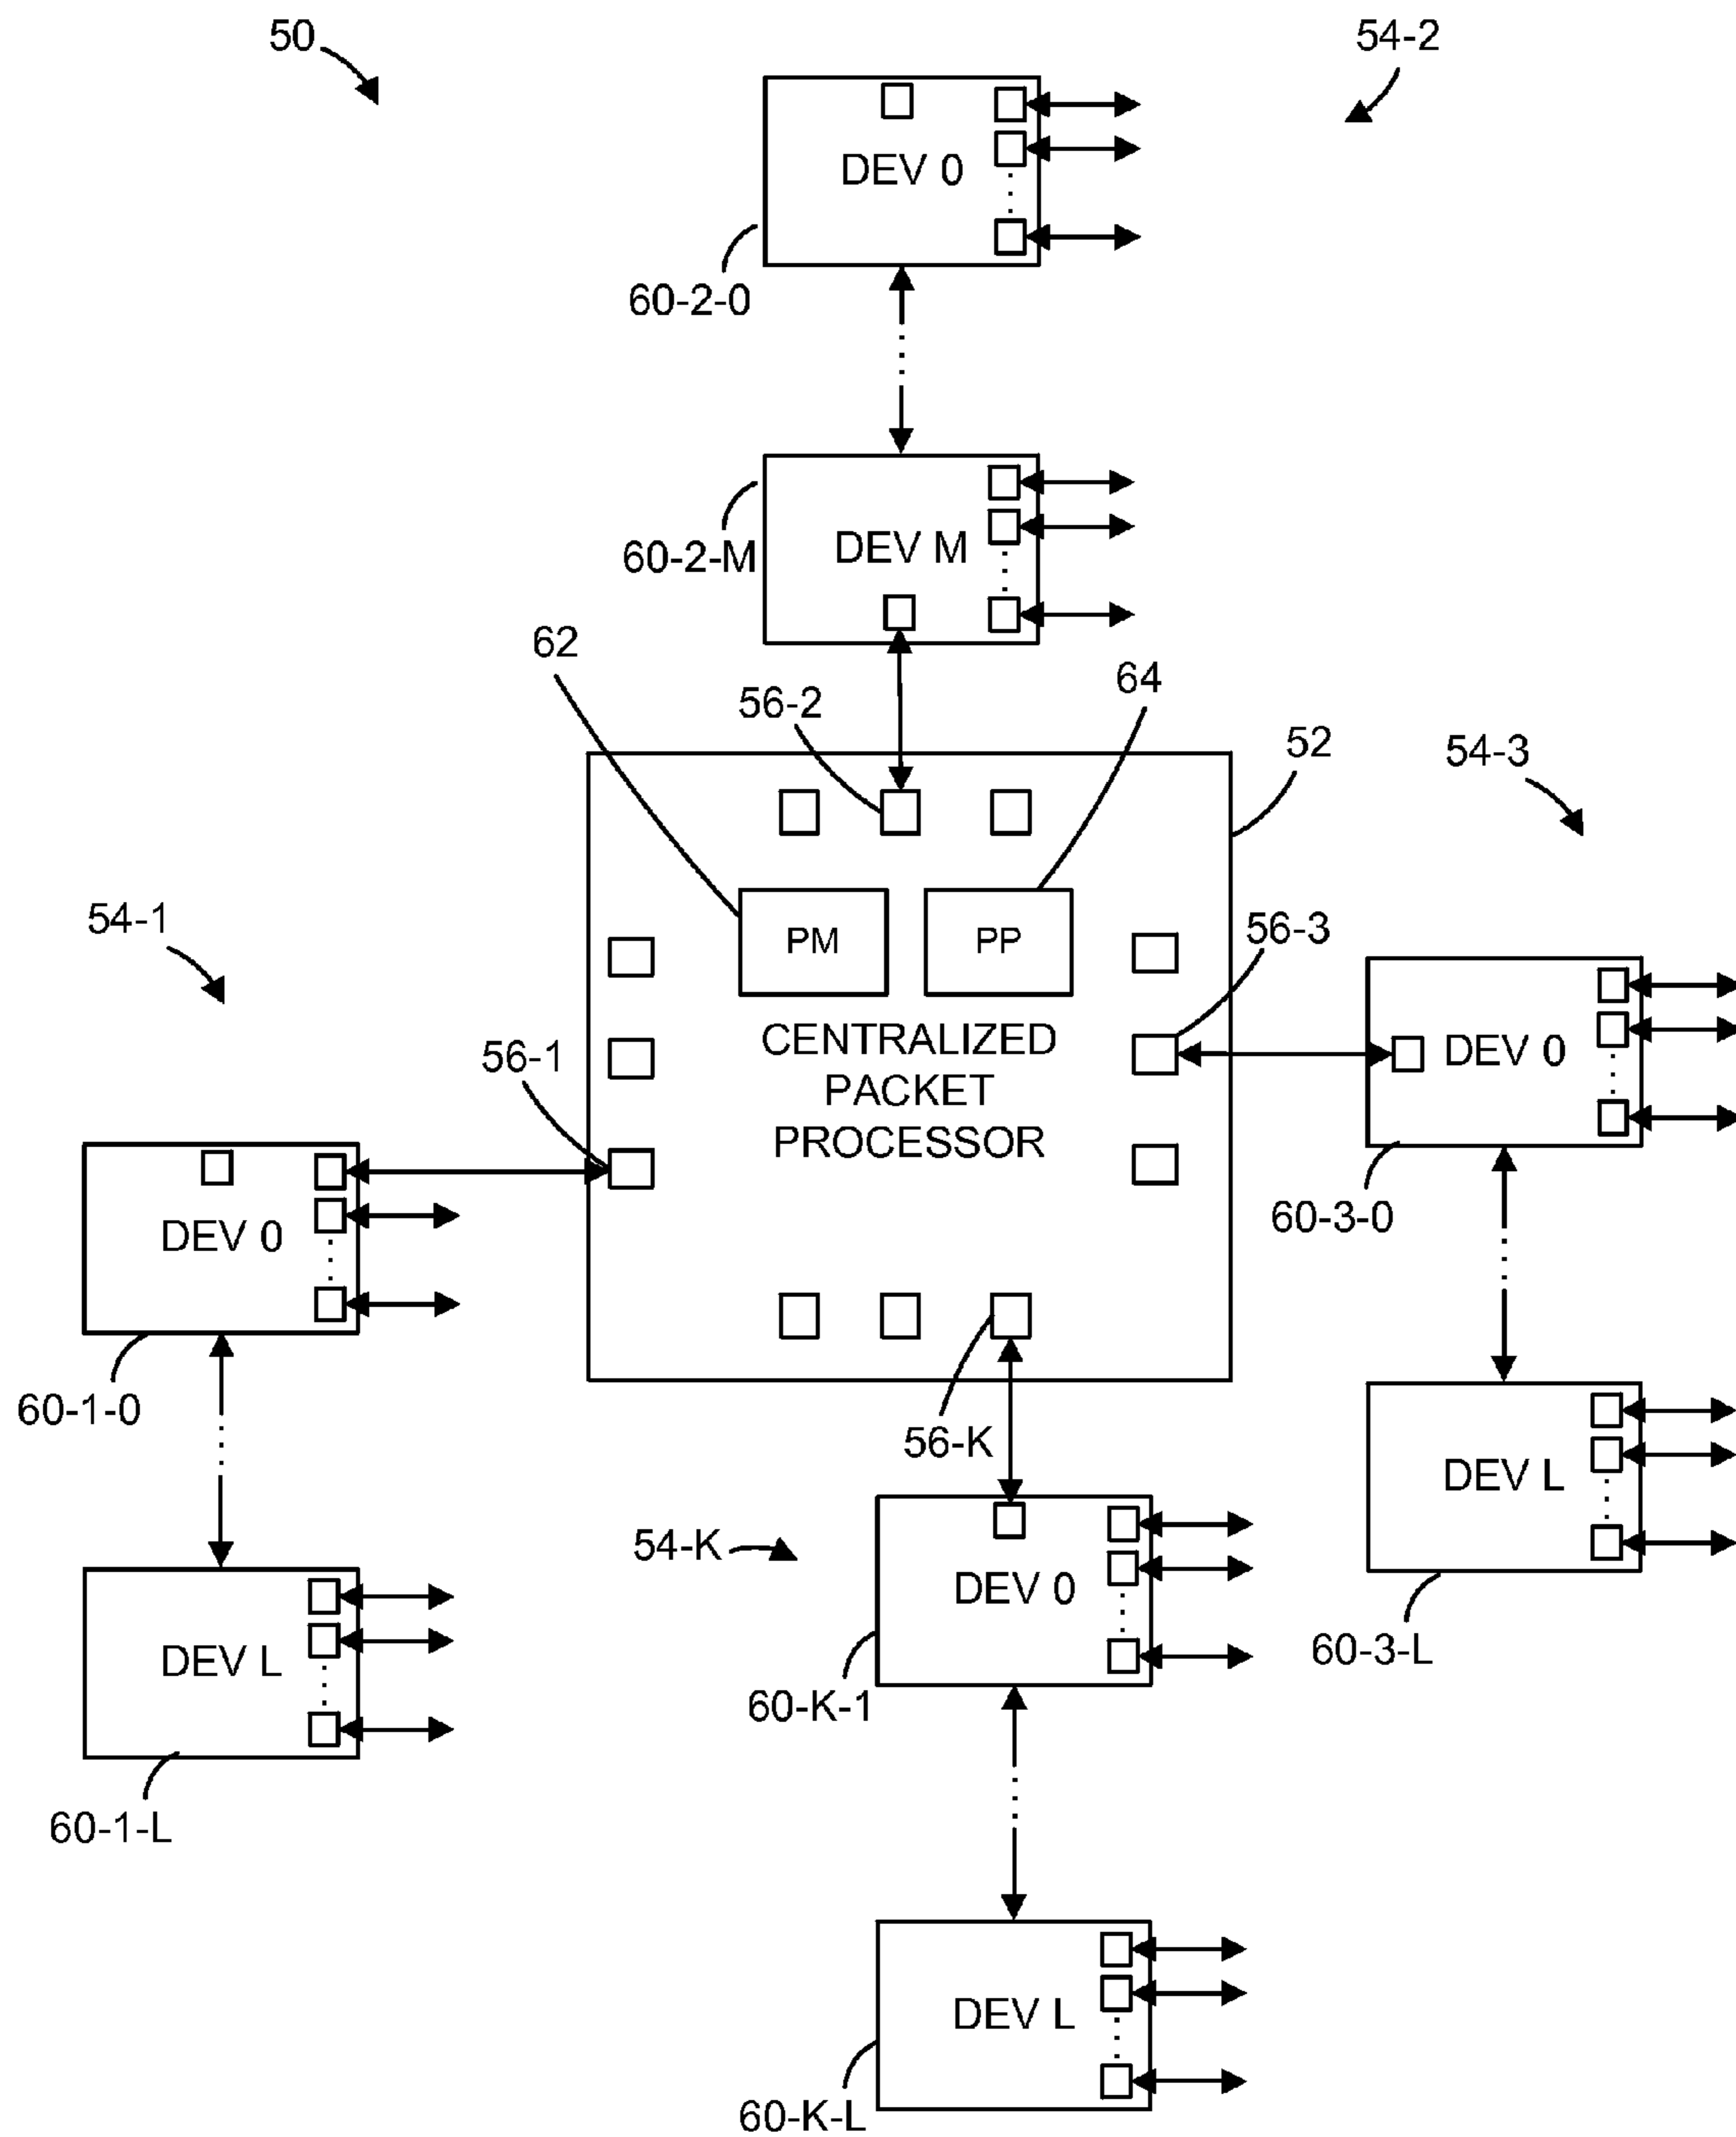 50
54-2
DEV 0
60-2-0
DEV M
60-2-M
62
64
56-2
52
54-3
54-1
PM
PP
56-3
CENTRALIZED
PACKET
PROCESSOR
56-1
DEV 0
DEV 0
60-3-0
60-1-0
56-K
DEV L
54-K
DEV 0
DEV L
60-3-L
60-K-1
60-1-L
DEV L
60-K-L